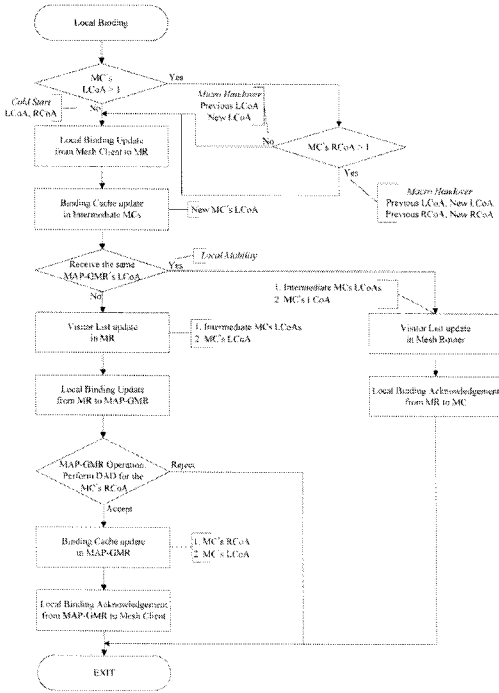 Local Binding
MC's
LCoA > 1
Yes
Cold Start
LCoA, RCoA
No
Macro Handover
Previous LCoA
New LCoA
No
MC's RCoA > 1
Yes
Local Binding Update
from Mesh Client to MR
Macro Handover
Previous LCoA, New LCoA
Previous RCoA, New RCoA
Binding Cache update
in Intermediate MCs
New MC's LCoA
Receive the same
MAP-GMR's LCoA
Yes
Local Mobility
No
1. Intermediate MCs LCoAs
2 MC's LCoA
Visitor List update
in MR
1. Intermediate MCs LCoAs
2 MC's LCoA
Visitor List update
in Mesh Router
Local Binding Update
from MR to MAP-GMR
Local Binding Acknowledgement
from MR to MC
MAP-GMR Operation.
Perform DAD for the
MC's RCoA
Reject
Accept
Binding Cache update
in MAP-GMR
1. MC's RCoA
2 MC's LCoA
Local Binding Acknowledgement
from MAP-GMR to Mesh Client
EXIT